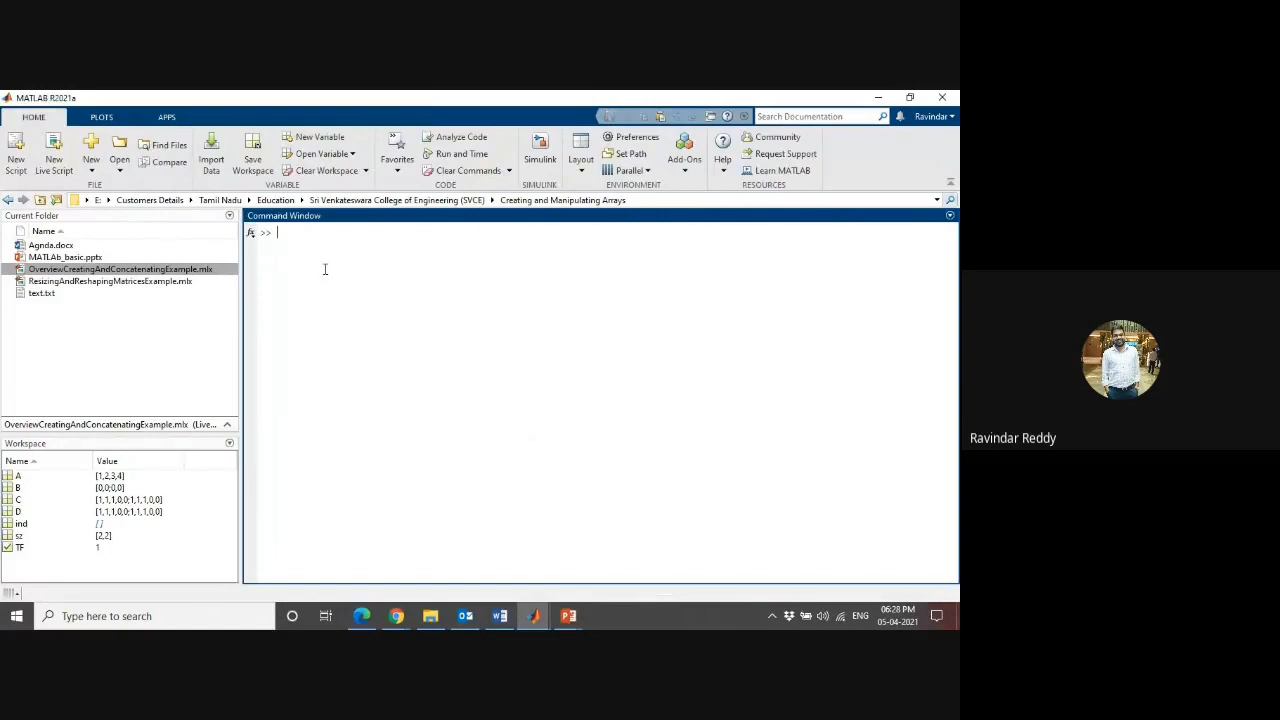 MATLAB R2021a
HOME
PLOTS
APPS
Search Documentation
Ravindar
New Script
New Live Script
New
Open
Find Files
Compare
FILE
Import Data
Save Workspace
New Variable
Open Variable
Clear Workspace
VARIABLE
Favorites
Analyze Code
Run and Time
Clear Commands
CODE
Simulink
SIMULINK
Layout
Preferences
Set Path
Parallel
Add-Ons
ENVIRONMENT
Help
Community
Request Support
Learn MATLAB
RESOURCES
E: Customers Details Tamil Nadu Education Sri Venkateswara College of Engineering (SVCE) Creating and Manipulating Arrays
Current Folder
Name
Agnda.docx
MATLAb_basic.pptx
OverviewCreatingAndConcatenatingExample.mlx
ResizingAndReshapingMatricesExample.mlx
text.txt
OverviewCreatingAndConcatenatingExample.mlx (Live...
Workspace
Name Value
A [1,2,3,4]
B [0,0;0,0]
C [1,1,1,0,0;1,1,1,0,0]
D [1,1,1,0,0;1,1,1,0,0]
ind []
sz [2,2]
TF 1
Command Window
fx >>
Type here to search
ENG
06:28 PM
05-04-2021
Ravindar Reddy